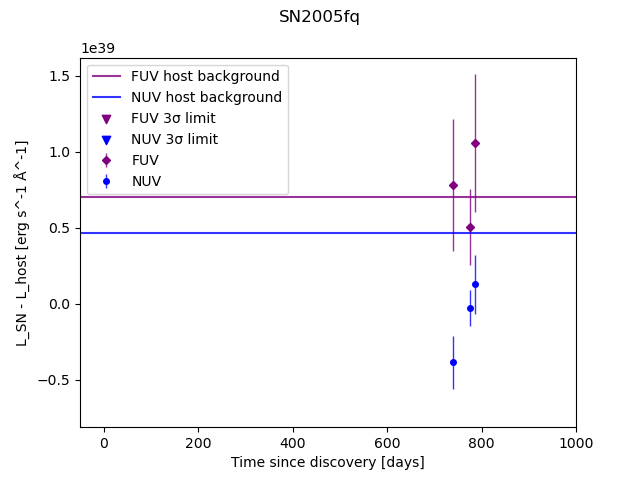 SN2005fq
1e39
FUV host background
NUV host background
FUV 3σ limit
NUV 3σ limit
FUV
NUV
1.5
1.0
0.5
0.0
−0.5
L_SN - L_host [erg s^-1 Å^-1]
0 200 400 600 800 1000
Time since discovery [days]